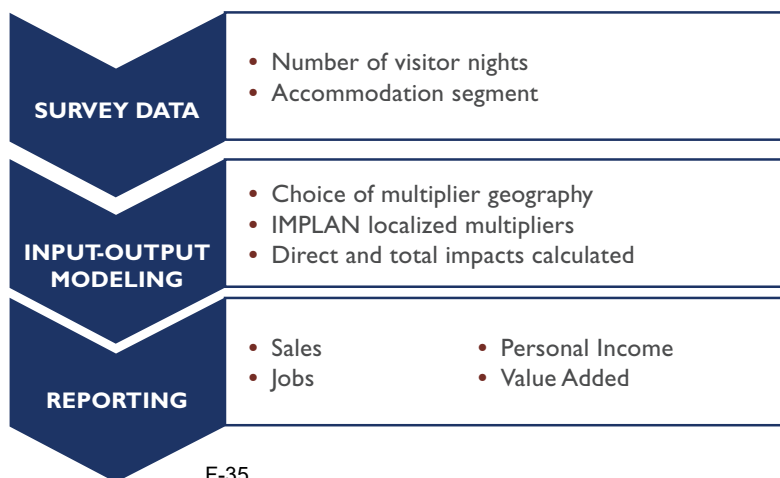 SURVEY DATA
• Number of visitor nights
• Accommodation segment
INPUT-OUTPUT
MODELING
• Choice of multiplier geography
• IMPLAN localized multipliers
• Direct and total impacts calculated
REPORTING
• Sales
• Jobs
• Personal Income
• Value Added
F-35